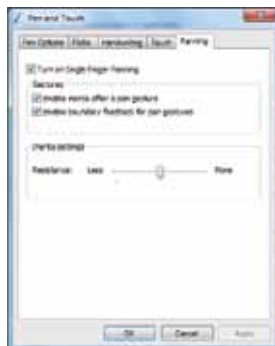 Pen and Touch
Pen Options Flicks Handwriting Touch Panning
Turn on Single Finger Panning
Gestures
Enable inertia after a pan gesture
Enable boundary feedback for pan gestures
Inertia settings
Resistance: Less More
OK Cancel Apply